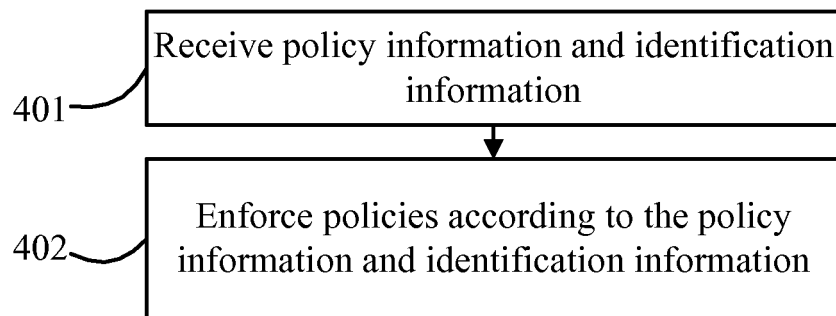 Receive policy information and identification
information
401
Enforce policies according to the policy
information and identification information
402